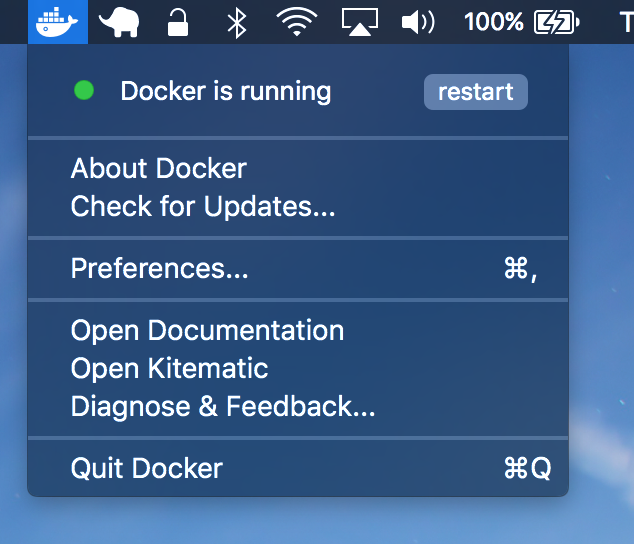 100% T
Docker is running restart
About Docker
Check for Updates...
Preferences... ⌘,
Open Documentation
Open Kitematic
Diagnose & Feedback...
Quit Docker ⌘Q